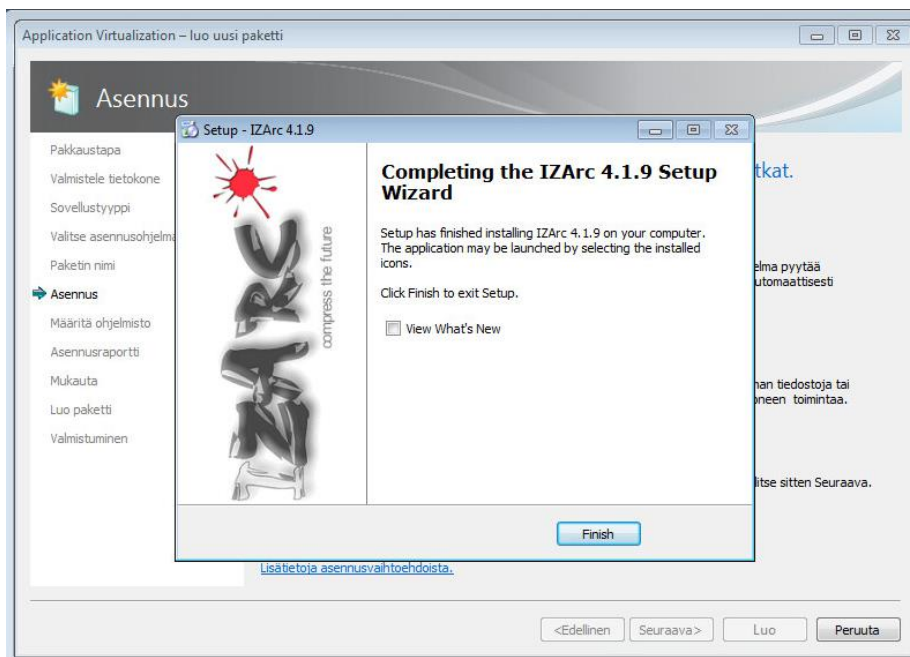 Application Virtualization – luo uusi paketti
Asennus
Pakkaustapa
Valmistele tietokone
Sovellustyyppi
Valitse asennusohjelma
Paketin nimi
Asennus
Määritä ohjelmisto
Asennusraportti
Mukauta
Luo paketti
Valmistuminen
Setup - IZArc 4.1.9
IZARC
compress the future
Completing the IZArc 4.1.9 Setup
Wizard
Setup has finished installing IZArc 4.1.9 on your computer.
The application may be launched by selecting the installed
icons.
Click Finish to exit Setup.
View What's New
Finish
tkat.
elma pyytää
utomaattisesti
nan tiedostoja tai
oneen toimintaa.
litse sitten Seuraava.
Lisätietoja asennusvaihtoehdoista.
<Edellinen
Seuraava>
Luo
Peruuta